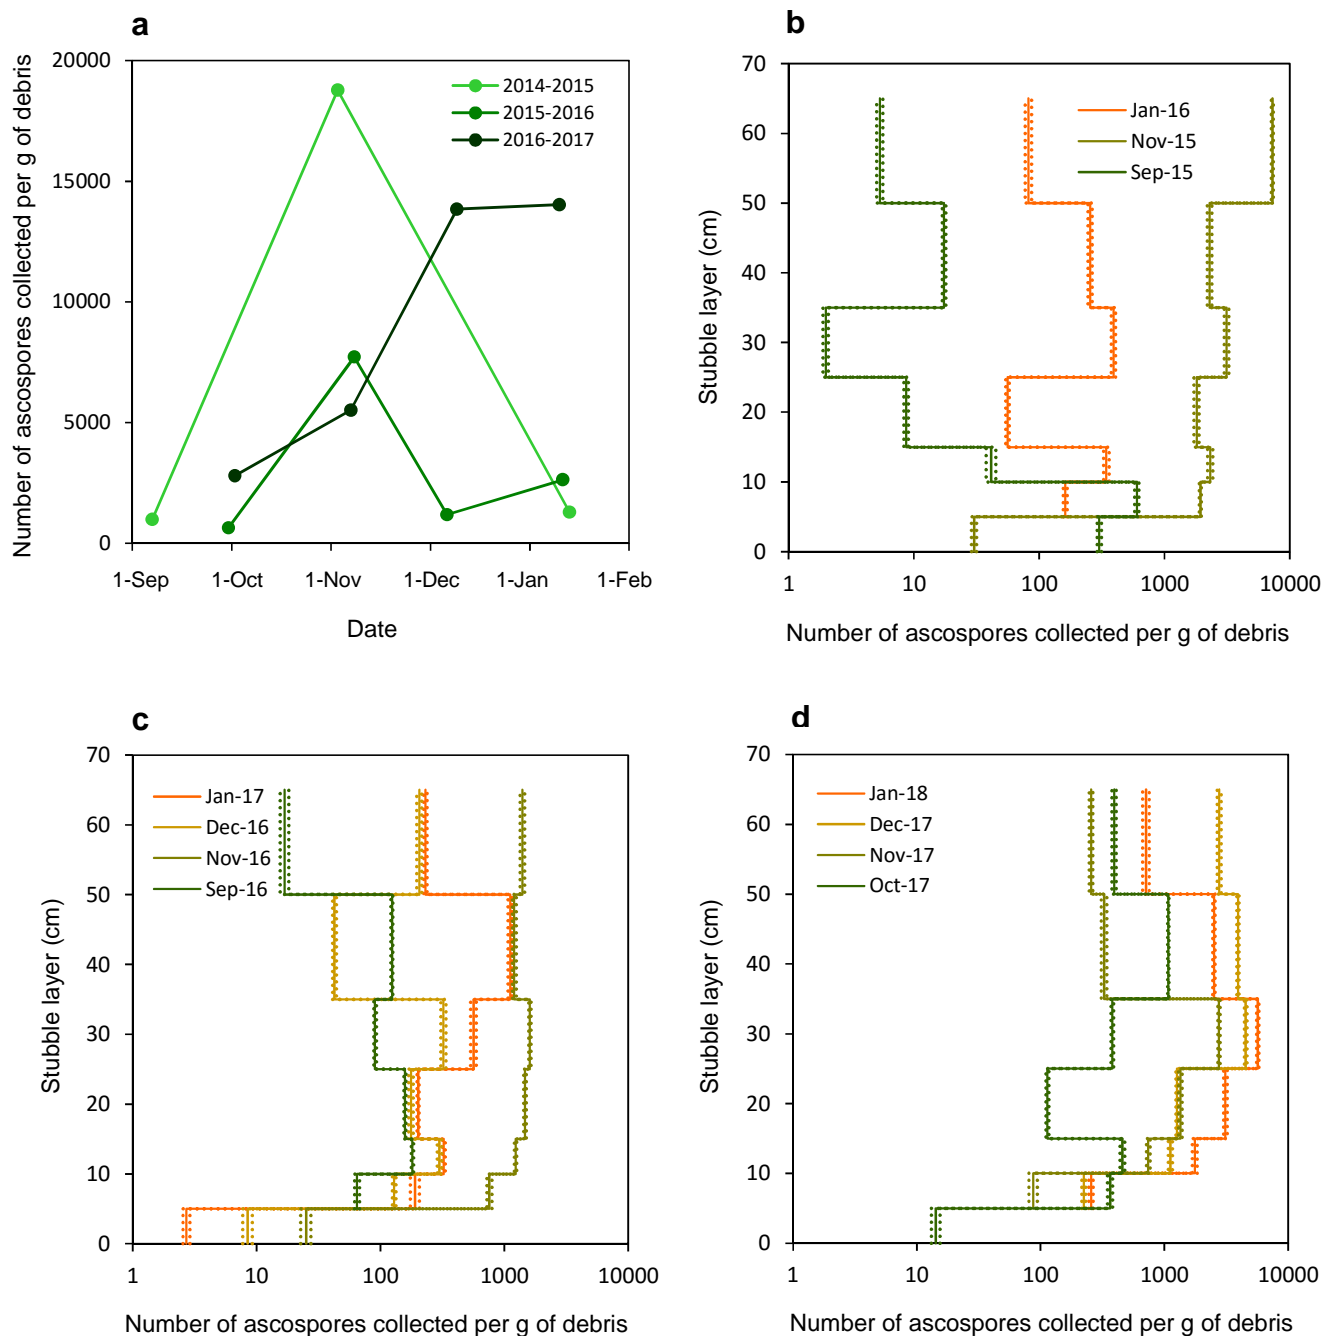 a
Number of ascospores collected per g of debris
20000
15000
10000
5000
0
2014-2015
2015-2016
2016-2017
1-Sep 1-Oct 1-Nov 1-Dec 1-Jan 1-Feb
Date
b
Stubble layer (cm)
70
60
50
40
30
20
10
0
Jan-16
Nov-15
Sep-15
1 10 100 1000 10000
Number of ascospores collected per g of debris
c
Stubble layer (cm)
70
60
50
40
30
20
10
0
Jan-17
Dec-16
Nov-16
Sep-16
1 10 100 1000 10000
Number of ascospores collected per g of debris
d
Stubble layer (cm)
70
60
50
40
30
20
10
0
Jan-18
Dec-17
Nov-17
Oct-17
1 10 100 1000 10000
Number of ascospores collected per g of debris